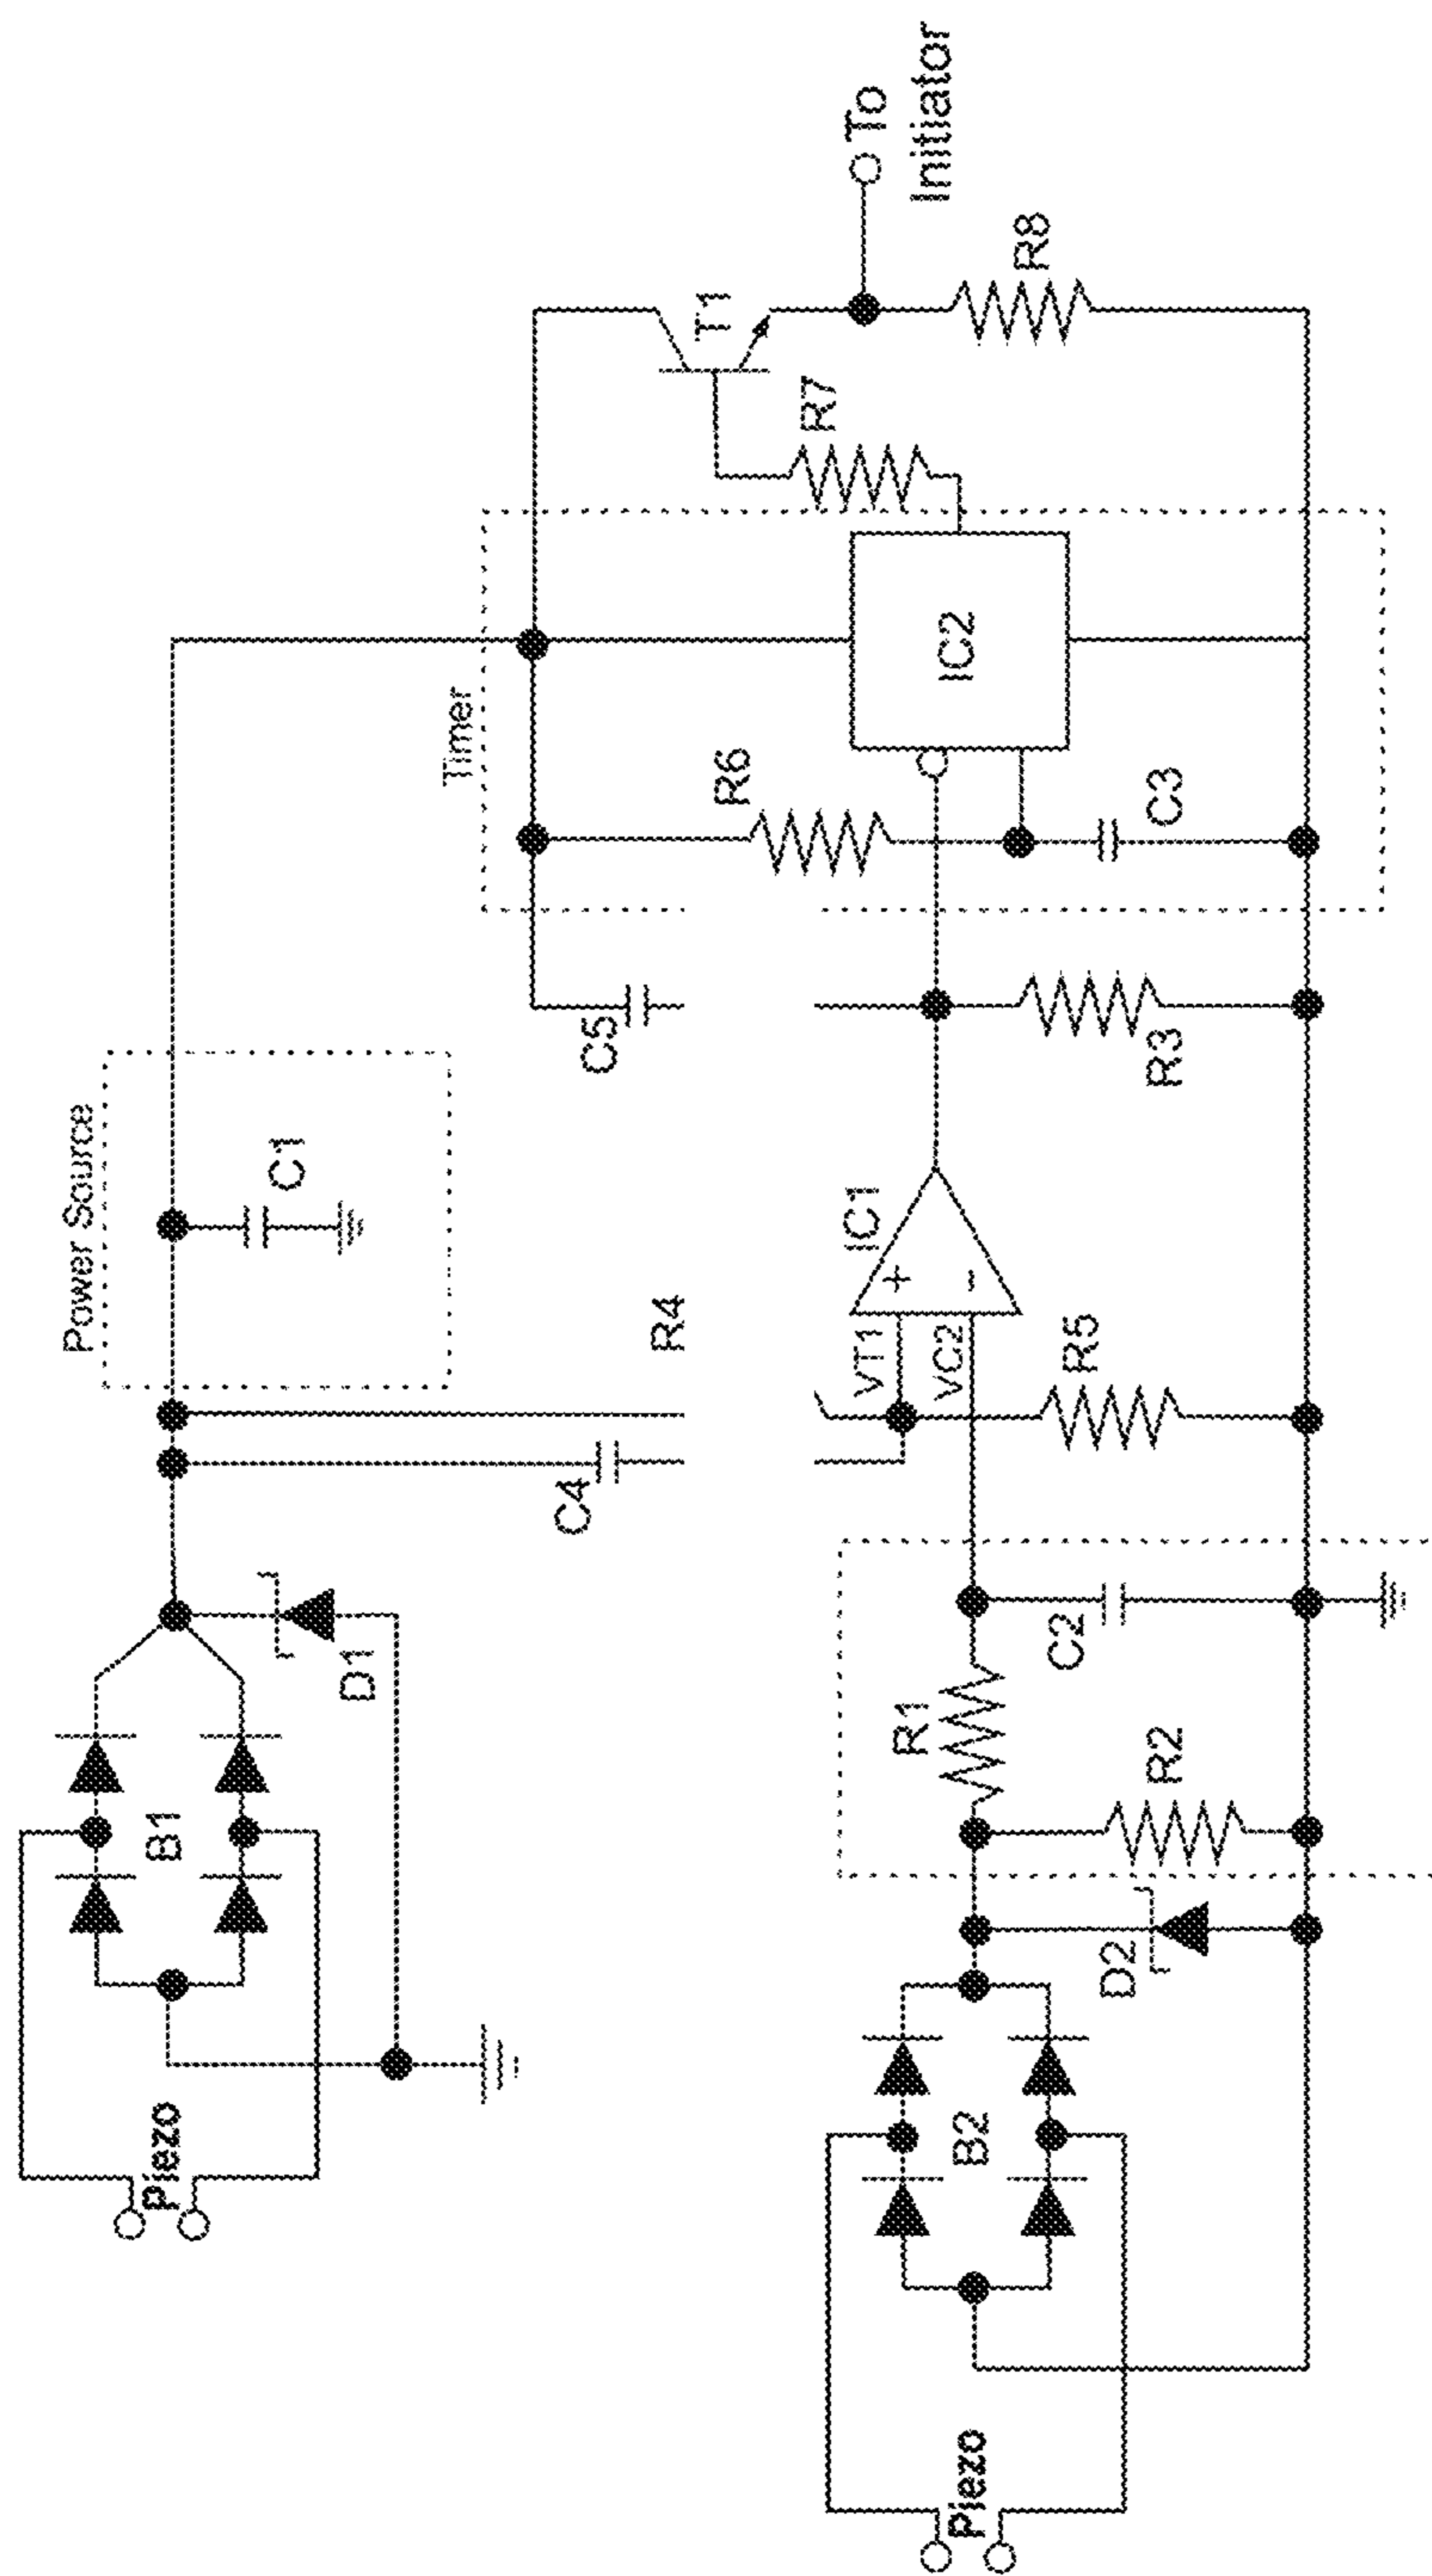 Piezo
B1
D1
Power Source
C1
C4
R4
C5
Timer
R6
IC2
C3
R7
T1
To
Initiator
R8
Piezo
B2
D2
R1
R2
C2
VT1
VC2
IC1
+
-
R5
R3